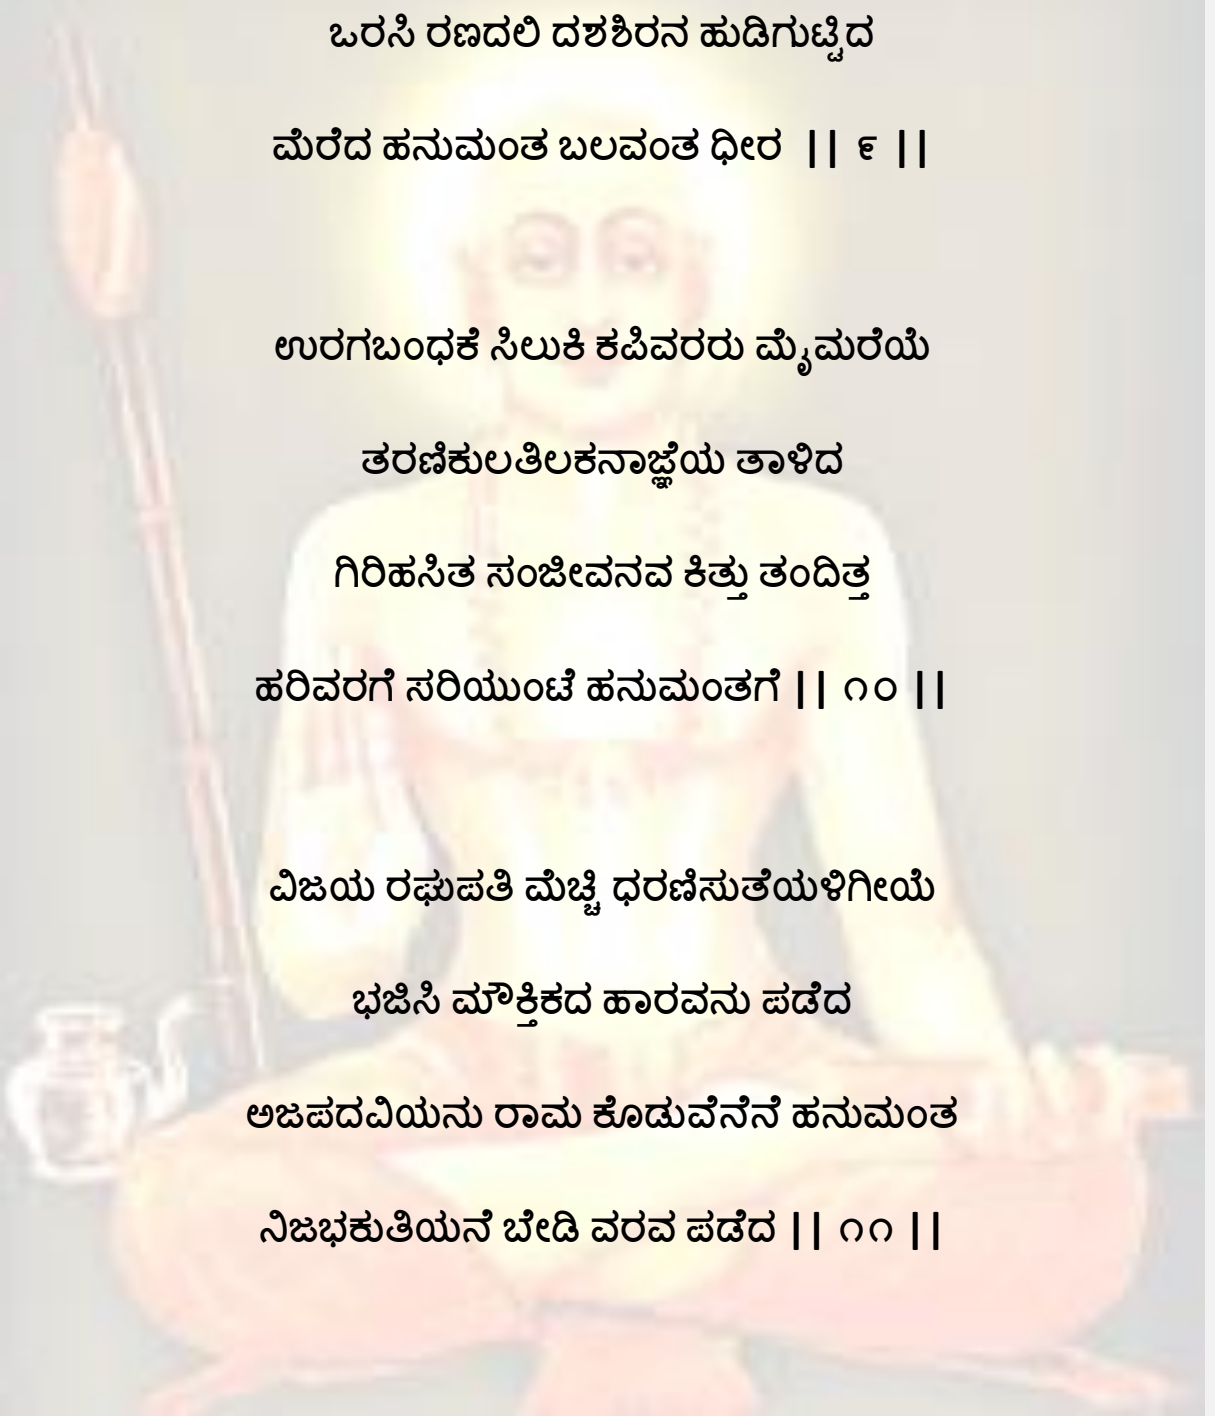 ಒರಸಿ ರಣದಲಿ ದಶಶಿರನ ಹುಡಿಗುಟ್ಟಿದ
ಮೆರೆದ ಹನುಮಂತ ಬಲವಂತ ಧೀರ || ೯ ||
ಉರಗಬಂಧಕೆ ಸಿಲುಕಿ ಕಪಿವರರು ಮೈಮರೆಯೆ
ತರಣಿಕುಲತಿಲಕನಾಜ್ಞೆಯ ತಾಳಿದ
ಗಿರಿಹಸಿತ ಸಂಜೀವನವ ಕಿತ್ತು ತಂದಿತ್ತ
ಹರಿವರಗೆ ಸರಿಯುಂಟೆ ಹನುಮಂತಗೆ || ೧೦ ||
ವಿಜಯ ರಘುಪತಿ ಮೆಚ್ಚಿ ಧರಣಿಸುತೆಯಳಿಗೀಯೆ
ಭಜಿಸಿ ಮೌಕ್ತಿಕದ ಹಾರವನು ಪಡೆದ
ಅಜಪದವಿಯನು ರಾಮ ಕೊಡುವೆನೆನೆ ಹನುಮಂತ
ನಿಜಭಕುತಿಯನೆ ಬೇಡಿ ವರವ ಪಡೆದ || ೧೧ ||